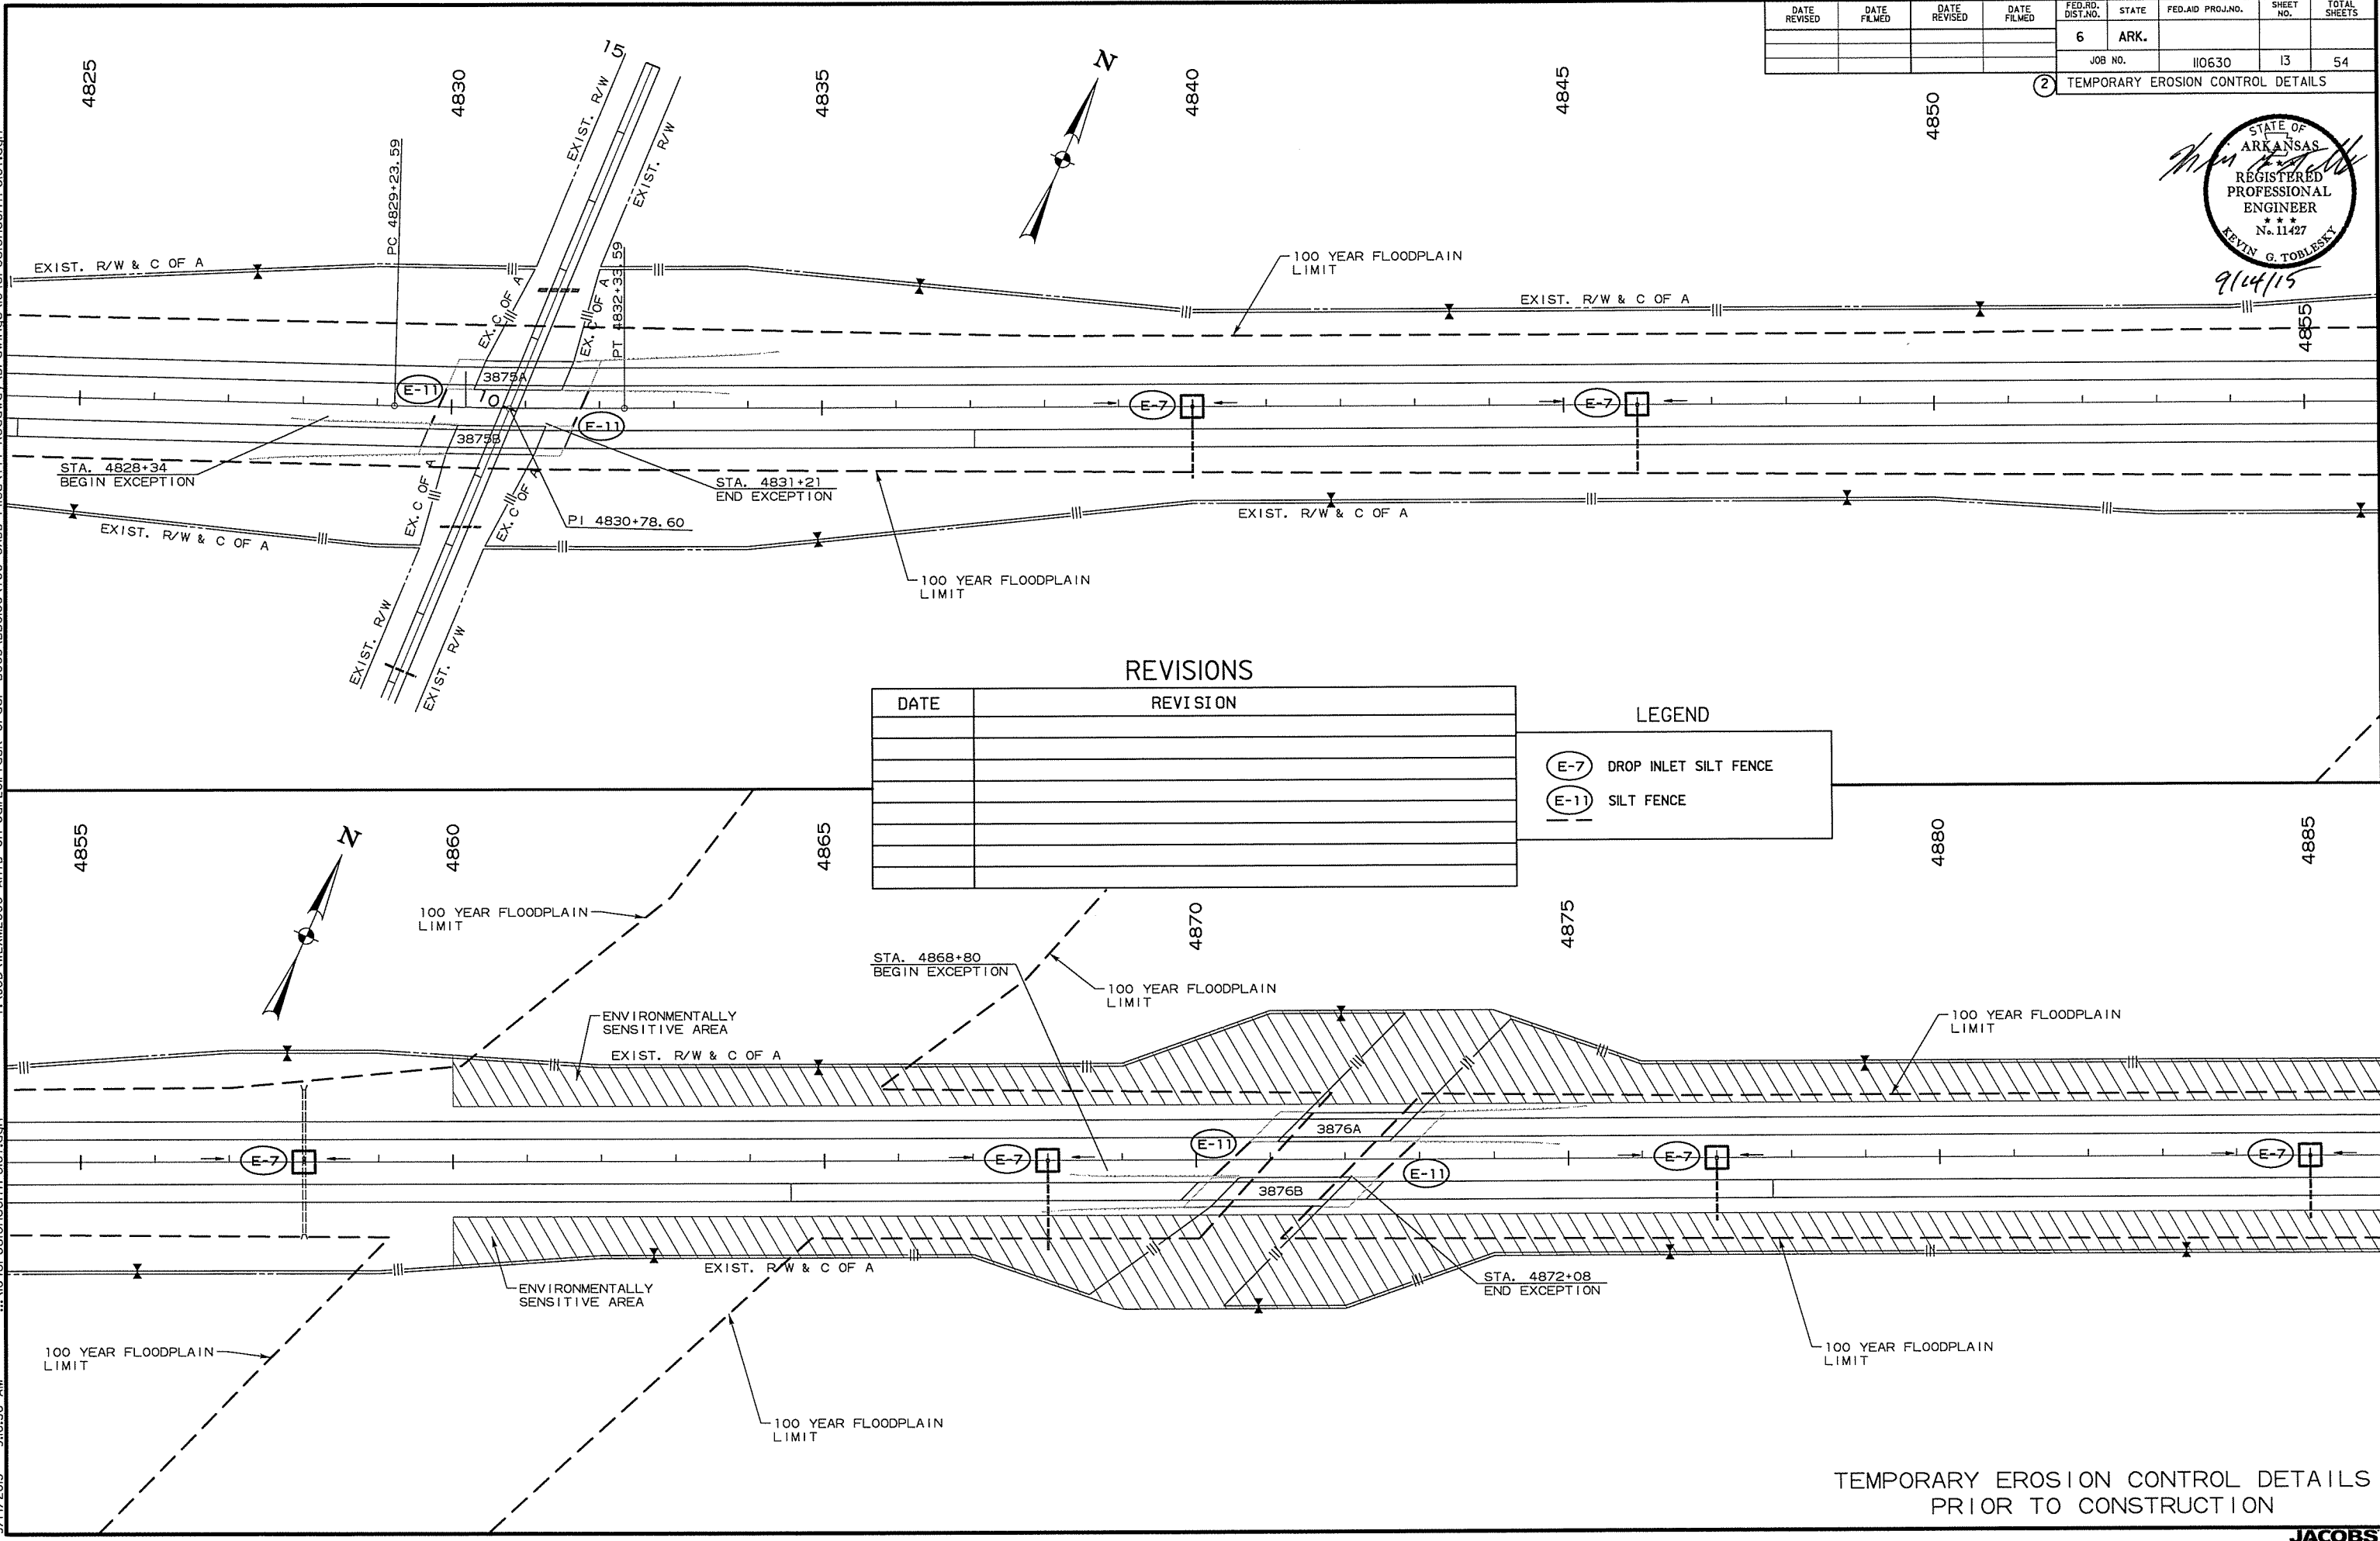 DATE REVISED
DATE FILMED
DATE REVISED
DATE FILMED
FED.RD. DIST.NO.
STATE
FED.AID PROJ.NO.
SHEET NO.
TOTAL SHEETS
6
ARK.
JOB NO.
110630
13
54
2
TEMPORARY EROSION CONTROL DETAILS
STATE OF
ARKANSAS
REGISTERED
PROFESSIONAL
ENGINEER
No. 11427
KEVIN G. TOBLESKY
9/14/15
4825
4830
4835
4840
4845
4850
4855
N
15
EXIST. R/W
EXIST. R/W
EXIST. R/W
PC 4829+23.59
PT 4832+33.59
EXIST. R/W & C OF A
EX. C OF A
EX. C OF A
100 YEAR FLOODPLAIN
LIMIT
EXIST. R/W & C OF A
E-11
3875A
10
3875B
E-11
E-7
E-7
STA. 4828+34
BEGIN EXCEPTION
STA. 4831+21
END EXCEPTION
PI 4830+78.60
EX. C OF A
EX. C OF A
EXIST. R/W & C OF A
EXIST. R/W & C OF A
100 YEAR FLOODPLAIN
LIMIT
EXIST. R/W
EXIST. R/W
REVISIONS
DATE
REVISION
LEGEND
E-7 DROP INLET SILT FENCE
E-11 SILT FENCE
4855
4860
4865
4870
4875
4880
4885
N
100 YEAR FLOODPLAIN
LIMIT
STA. 4868+80
BEGIN EXCEPTION
100 YEAR FLOODPLAIN
LIMIT
ENVIRONMENTALLY
SENSITIVE AREA
EXIST. R/W & C OF A
100 YEAR FLOODPLAIN
LIMIT
E-7
E-7
E-11
3876A
3876B
E-11
E-7
E-7
EXIST. R/W & C OF A
ENVIRONMENTALLY
SENSITIVE AREA
STA. 4872+08
END EXCEPTION
100 YEAR FLOODPLAIN
LIMIT
100 YEAR FLOODPLAIN
LIMIT
100 YEAR FLOODPLAIN
LIMIT
TEMPORARY EROSION CONTROL DETAILS
PRIOR TO CONSTRUCTION
JACOBS